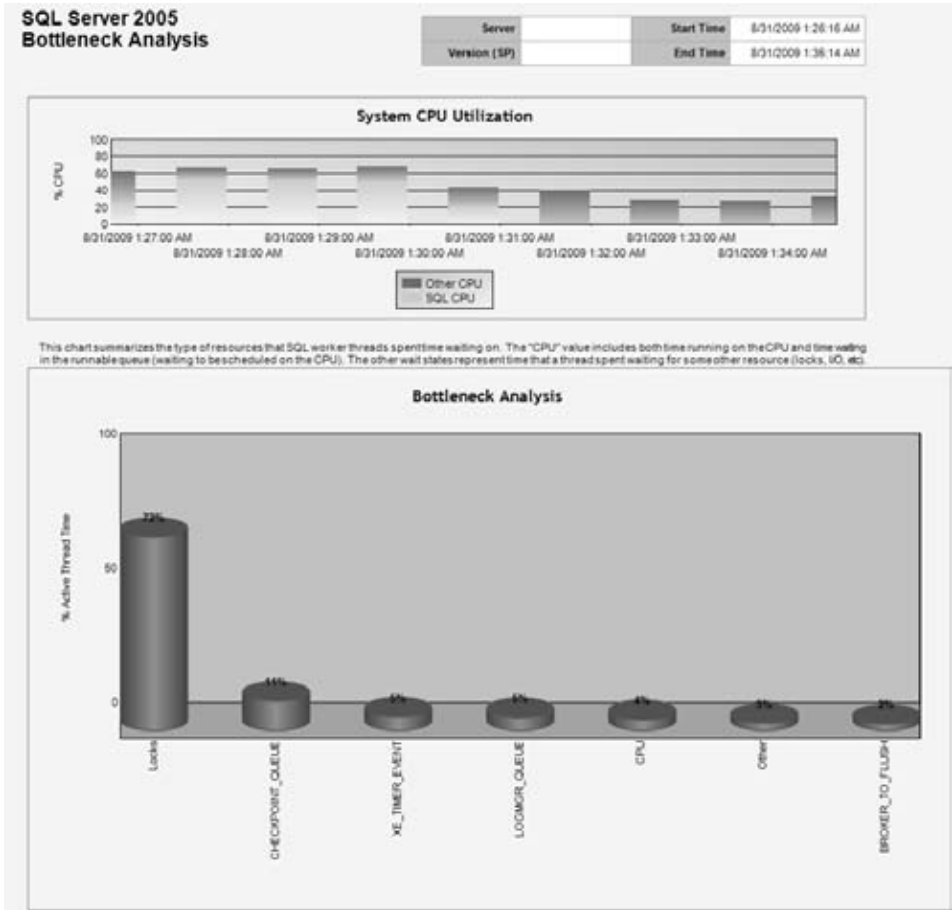 SQL Server 2005
Bottleneck Analysis
Server
Start Time 8/31/2009 1:26:16 AM
Version (SP)
End Time 8/31/2009 1:36:14 AM
System CPU Utilization
% CPU
100
80
60
40
20
0
8/31/2009 1:27:00 AM
8/31/2009 1:28:00 AM
8/31/2009 1:29:00 AM
8/31/2009 1:30:00 AM
8/31/2009 1:31:00 AM
8/31/2009 1:32:00 AM
8/31/2009 1:33:00 AM
8/31/2009 1:34:00 AM
Other CPU
SQL CPU
This chart summarizes the type of resources that SQL worker threads spent time waiting on. The "CPU" value includes both time running on the CPU and time waiting
in the runnable queue (waiting to be scheduled on the CPU). The other wait states represent time that a thread spent waiting for some other resource (locks, I/O, etc).
Bottleneck Analysis
% Active Thread Time
100
50
0
11%
4%
Locks
CHECKPOINT_QUEUE
XE_TIMER_EVENT
LOGMGR_QUEUE
CPU
Other
BROKER_TO_FLUSH